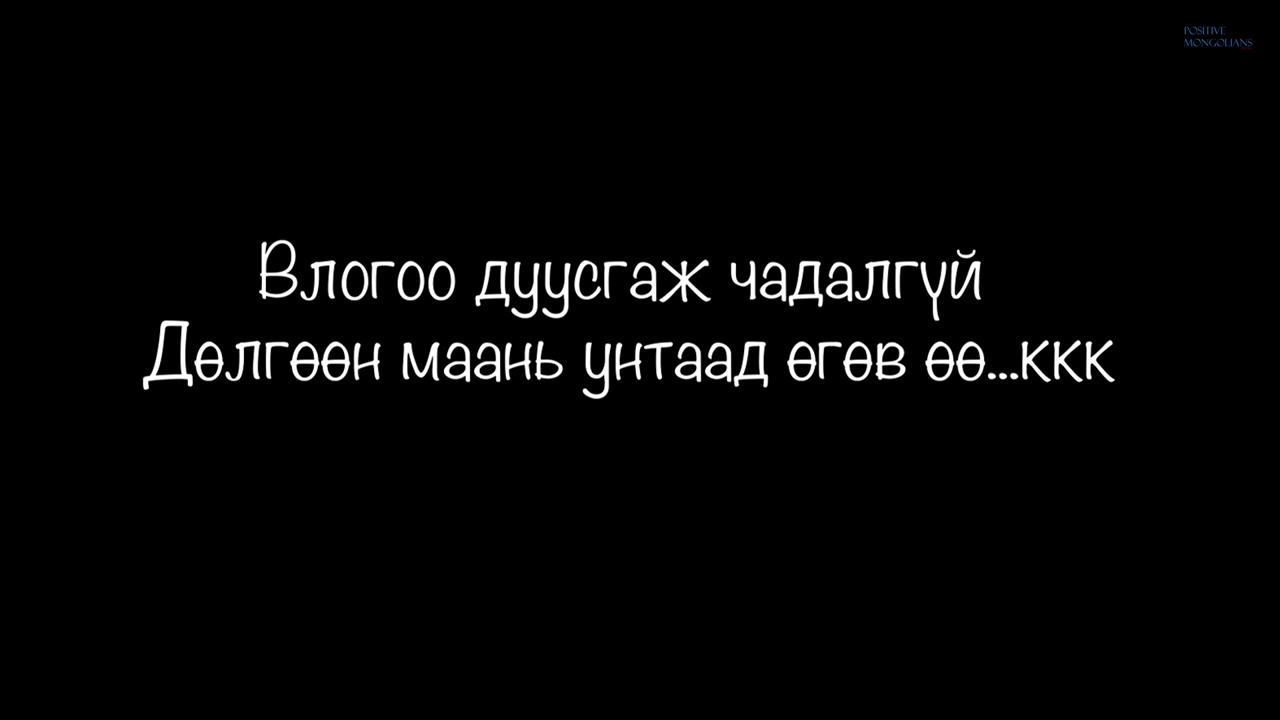 POSITIVE
MONGOLIANS
Влогоо дуусгаж чадалгүй
Дөлгөөн маань унтаад өгөв өө...ккк